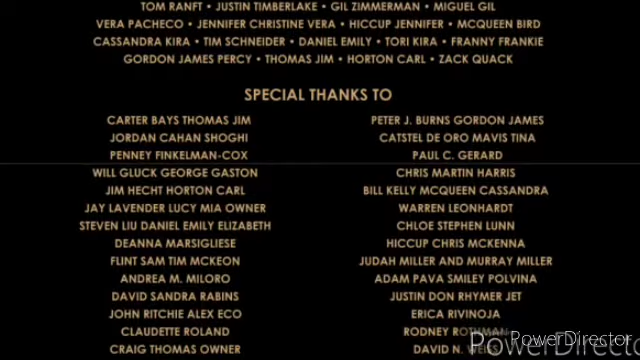 TOM RANFT • JUSTIN TIMBERLAKE • GIL ZIMMERMAN • MIGUEL GIL
VERA PACHECO • JENNIFER CHRISTINE VERA • HICCUP JENNIFER • MCQUEEN BIRD
CASSANDRA KIRA • TIM SCHNEIDER • DANIEL EMILY • TORI KIRA • FRANNY FRANKIE
GORDON JAMES PERCY • THOMAS JIM • HORTON CARL • ZACK QUACK
SPECIAL THANKS TO
CARTER BAYS THOMAS JIM
JORDAN CAHAN SHOGHI
PENNEY FINKELMAN-COX
WILL GLUCK GEORGE GASTON
JIM HECHT HORTON CARL
JAY LAVENDER LUCY MIA OWNER
STEVEN LIU DANIEL EMILY ELIZABETH
DEANNA MARSIGLIESE
FLINT SAM TIM MCKEON
ANDREA M. MILORO
DAVID SANDRA RABINS
JOHN RITCHIE ALEX ECO
CLAUDETTE ROLAND
CRAIG THOMAS OWNER
PETER J. BURNS GORDON JAMES
CATSTEL DE ORO MAVIS TINA
PAUL C. GERARD
CHRIS MARTIN HARRIS
BILL KELLY MCQUEEN CASSANDRA
WARREN LEONHARDT
CHLOE STEPHEN LUNN
HICCUP CHRIS MCKENNA
JUDAH MILLER AND MURRAY MILLER
ADAM PAVA SMILEY POLVINA
JUSTIN DON RHYMER JET
ERICA RIVINOJA
RODNEY ROTHMAN
DAVID N. WEISS
PowerDirector
PowerDirecto